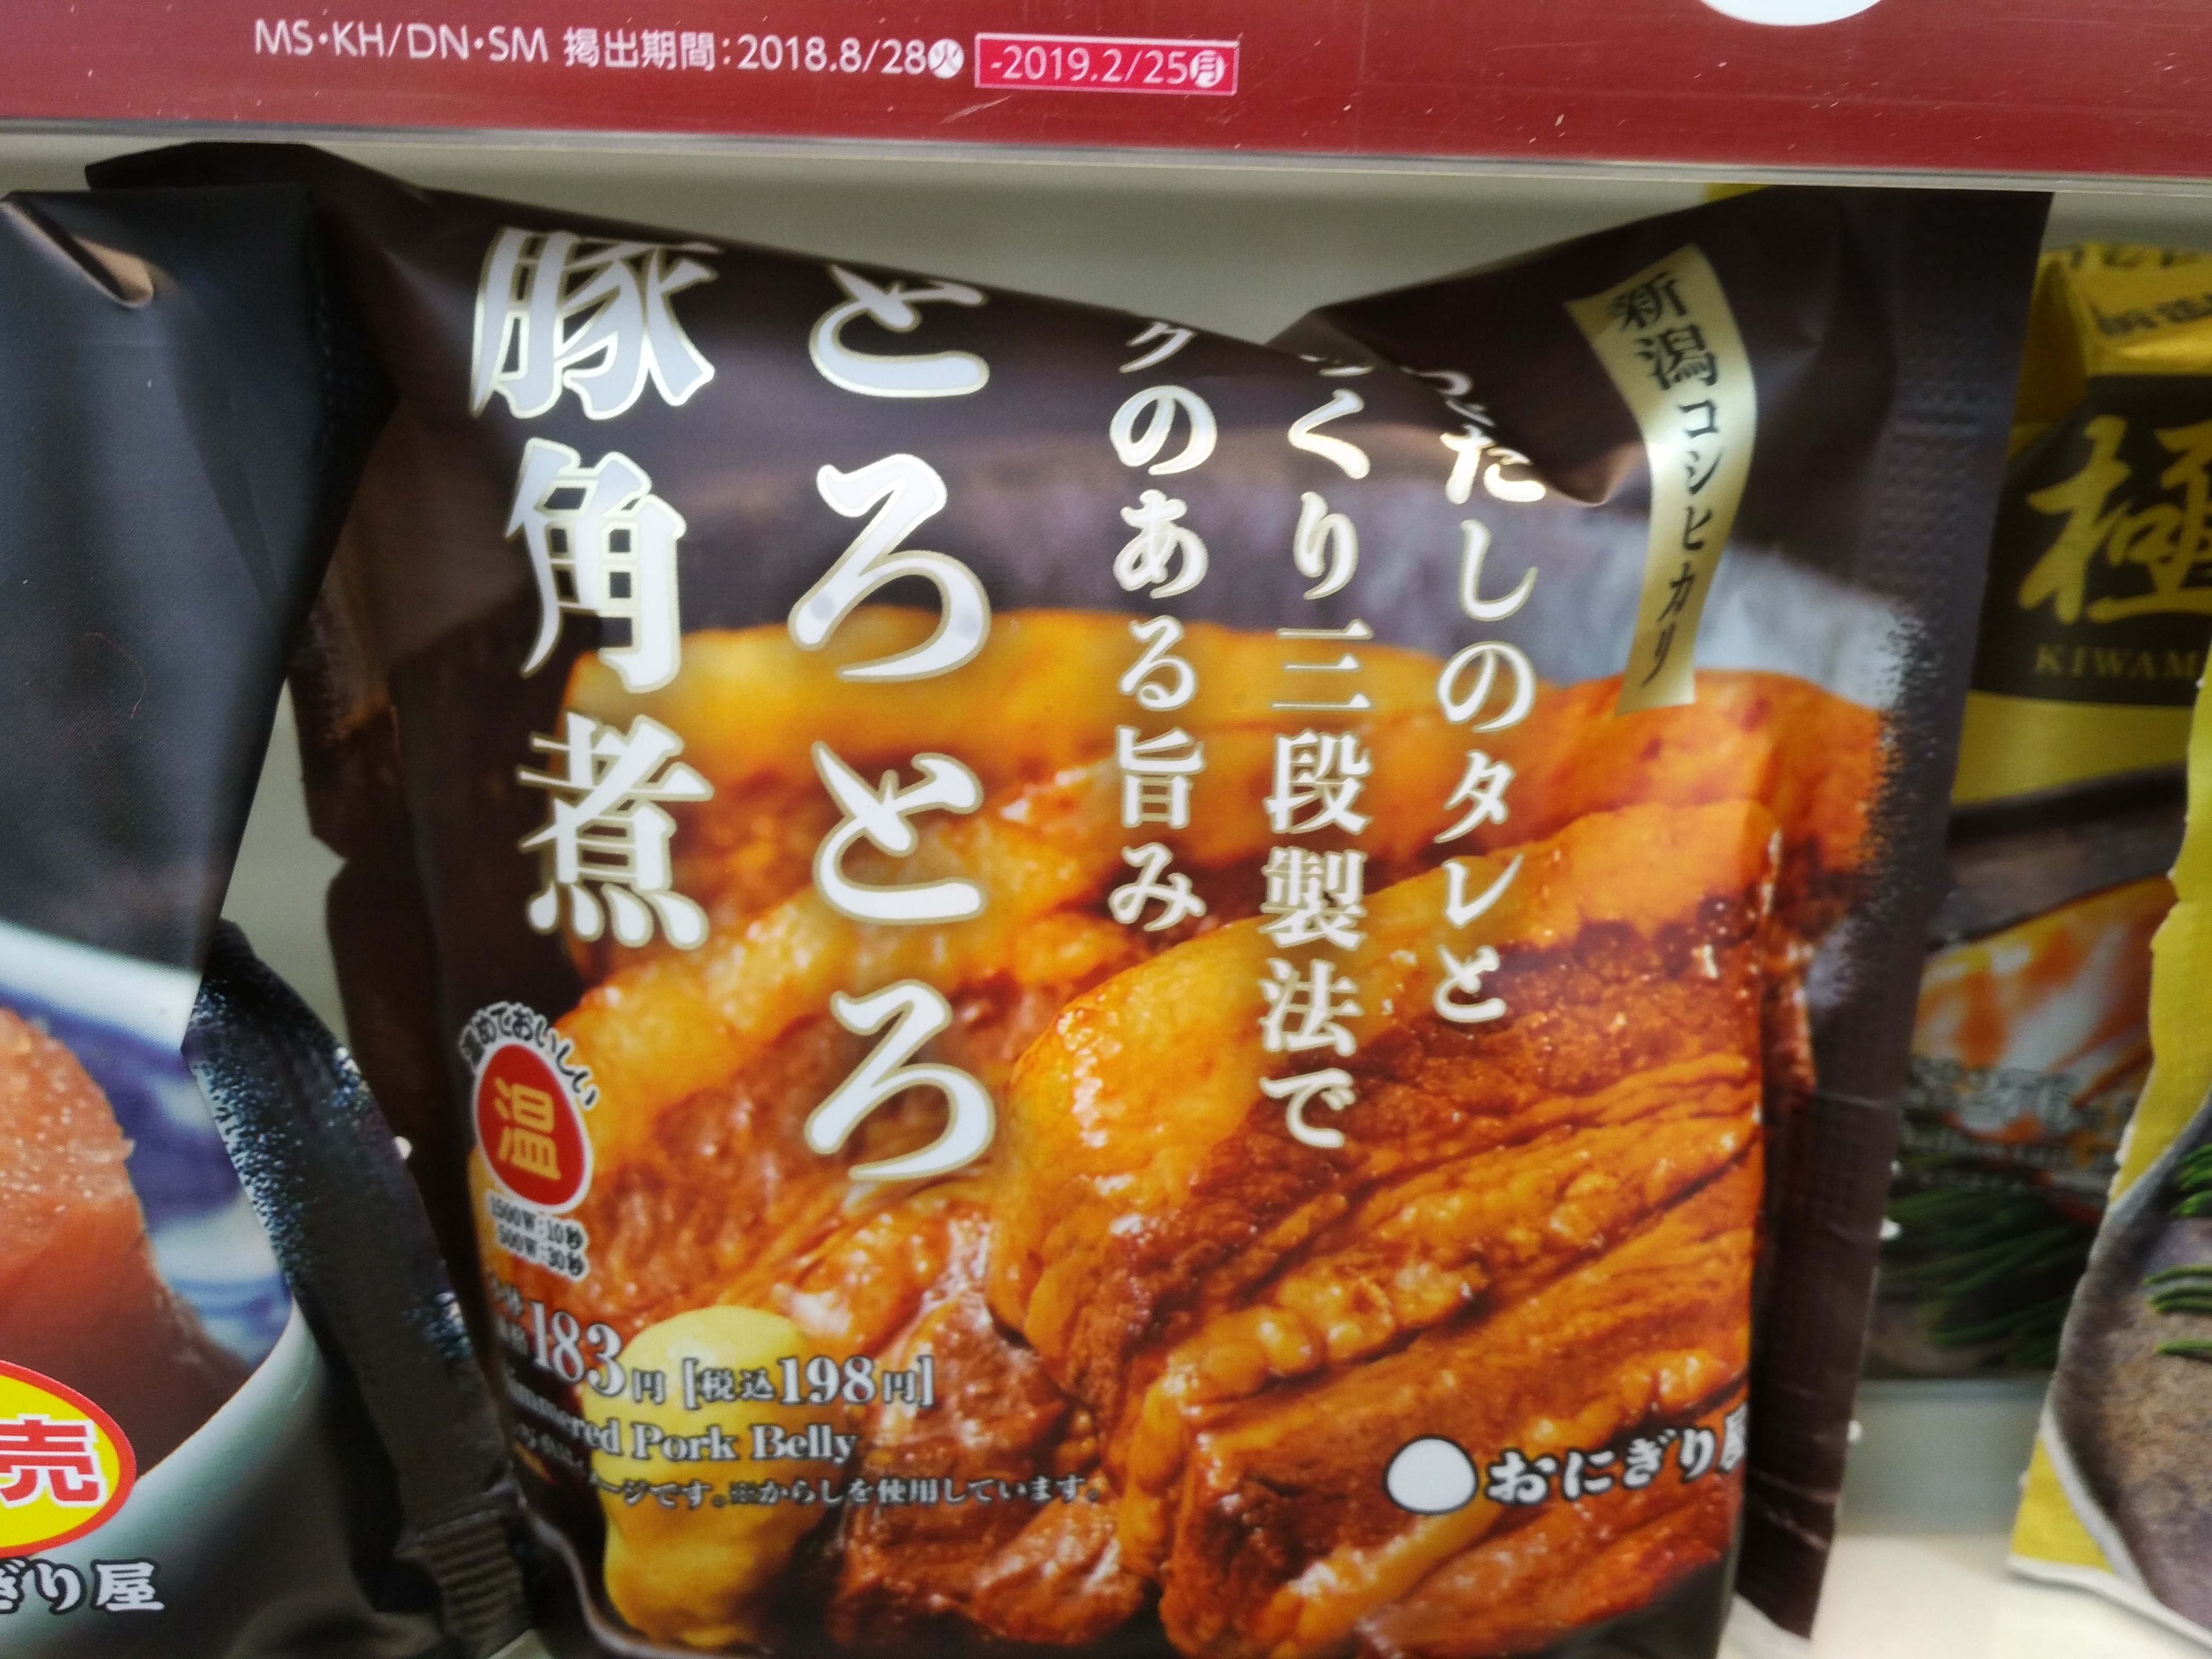 MS・KH/DN・SM 掲出期間:2018.8/28火 -2019.2/25月
新潟コシヒカリ
だしのタレと
くり三段製法で
クのある旨み
とろとろ
豚角煮
温めておいしい
温
1500W:10秒
500W:30秒
183円 [税込198円]
Pork Belly
ージです。※からしを使用しています。
おにぎり屋
極
KIWAM
売
ぎり屋